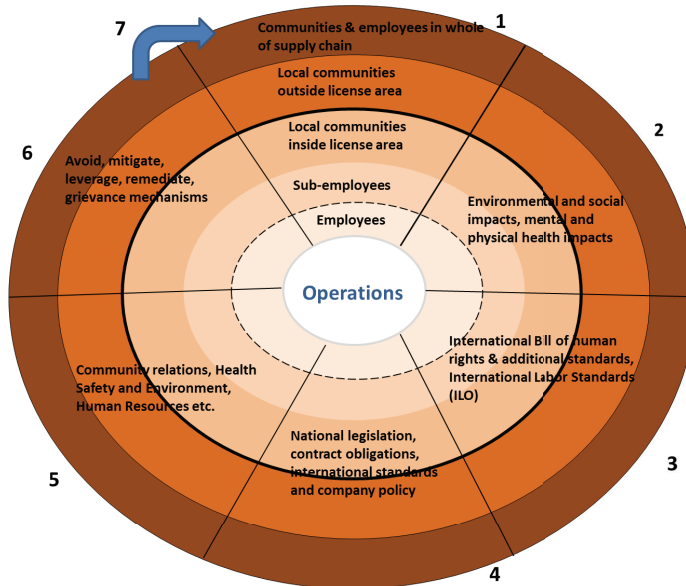 7
1
Communities & employees in whole
of supply chain
Local communities
outside license area
Local communities
inside license area
2
6
Avoid, mitigate,
leverage, remediate,
grievance mechanisms
Sub-employees
Employees
Environmental and social
impacts, mental and
physical health impacts
Operations
International Bill of human
rights & additional standards,
International Labor Standards
(ILO)
Community relations, Health
Safety and Environment,
Human Resources etc.
National legislation,
contract obligations,
international standards
and company policy
3
5
4